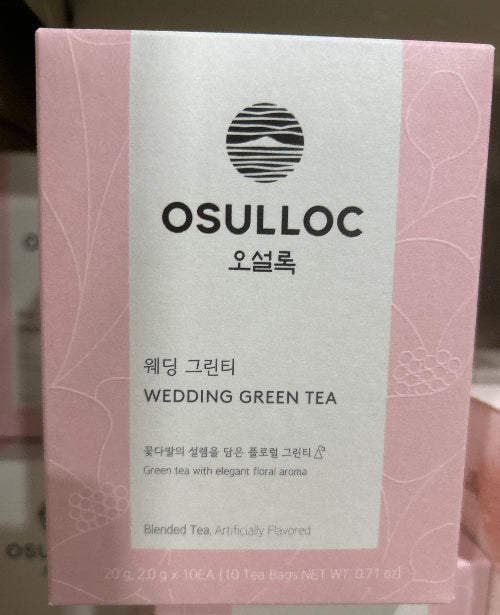 OSULLOC
오설록
웨딩 그린티
WEDDING GREEN TEA
꽃다발의 설렘을 담은 플로럴 그린티
Green tea with elegant floral aroma
Blended Tea, Artificially Flavored
20 g, 2.0 g x 10EA (10 Tea Bags NET WT. 0.71 oz)